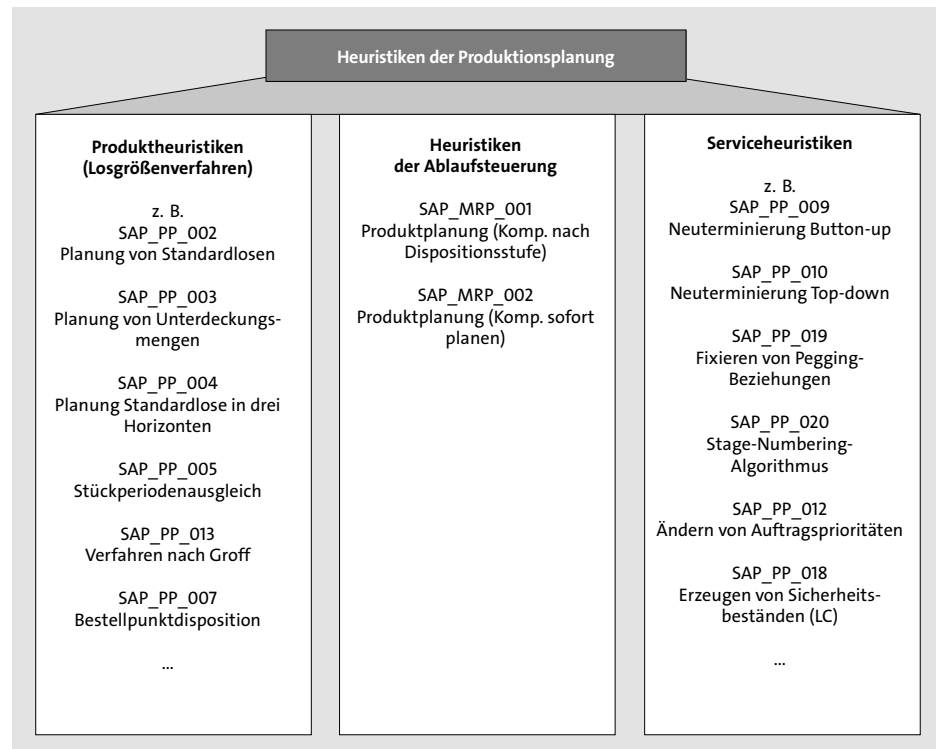 Heuristiken der Produktionsplanung
Produktheuristiken
(Losgrößenverfahren)
z. B.
SAP_PP_002
Planung von Standardlosen
SAP_PP_003
Planung von Unterdeckungs-
mengen
SAP_PP_004
Planung Standardlose in drei
Horizonten
SAP_PP_005
Stückperiodenausgleich
SAP_PP_013
Verfahren nach Groff
SAP_PP_007
Bestellpunktdisposition
...
Heuristiken
der Ablaufsteuerung
SAP_MRP_001
Produktplanung (Komp. nach
Dispositionsstufe)
SAP_MRP_002
Produktplanung (Komp. sofort
planen)
Serviceheuristiken
z. B.
SAP_PP_009
Neuterminierung Button-up
SAP_PP_010
Neuterminierung Top-down
SAP_PP_019
Fixieren von Pegging-
Beziehungen
SAP_PP_020
Stage-Numbering-
Algorithmus
SAP_PP_012
Ändern von Auftragsprioritäten
SAP_PP_018
Erzeugen von Sicherheits-
beständen (LC)
...